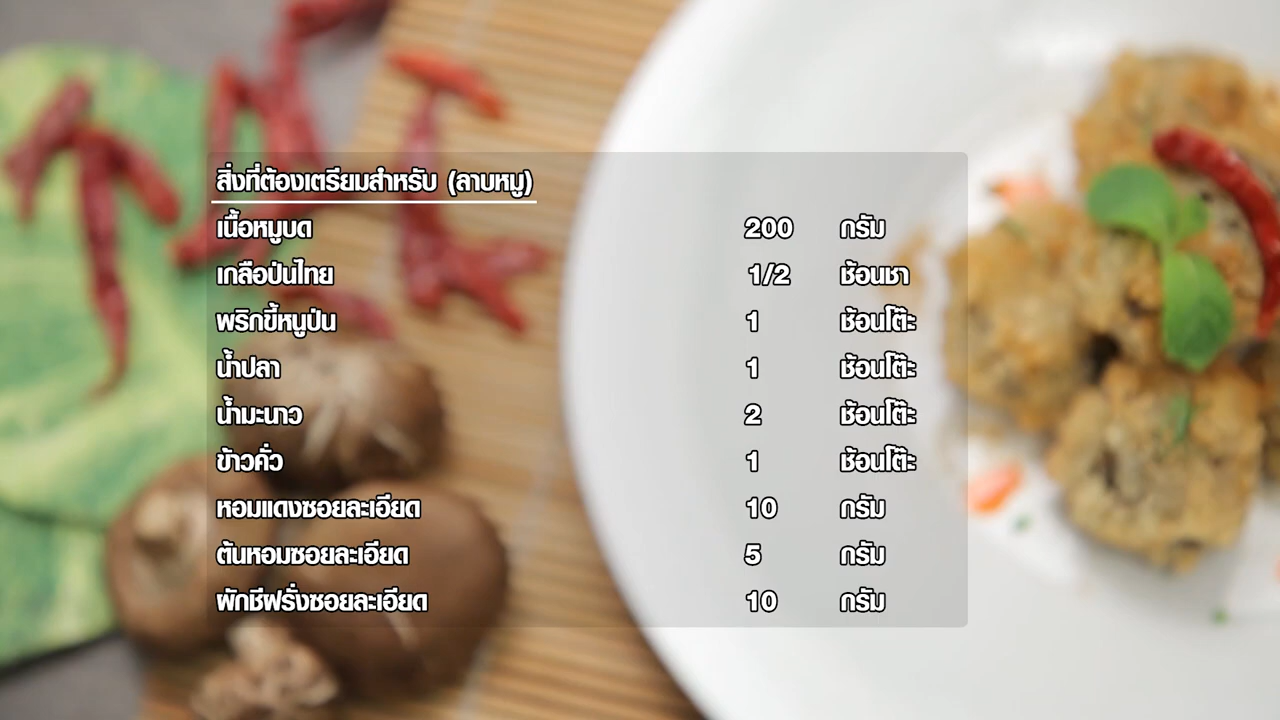 สิ่งที่ต้องเตรียมสำหรับ (ลาบหมู)
เนื้อหมูบด 200 กรัม
เกลือป่นไทย 1/2 ช้อนชา
พริกขี้หนูป่น 1 ช้อนโต๊ะ
น้ำปลา 1 ช้อนโต๊ะ
น้ำมะนาว 2 ช้อนโต๊ะ
ข้าวคั่ว 1 ช้อนโต๊ะ
หอมแดงซอยละเอียด 10 กรัม
ต้นหอมซอยละเอียด 5 กรัม
ผักชีฝรั่งซอยละเอียด 10 กรัม